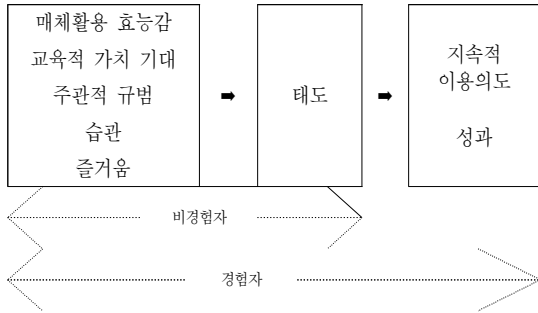 매체활용 효능감
교육적 가치 기대
주관적 규범
습관
즐거움
➡
태도
➡
지속적
이용의도
성과
비경험자
경험자